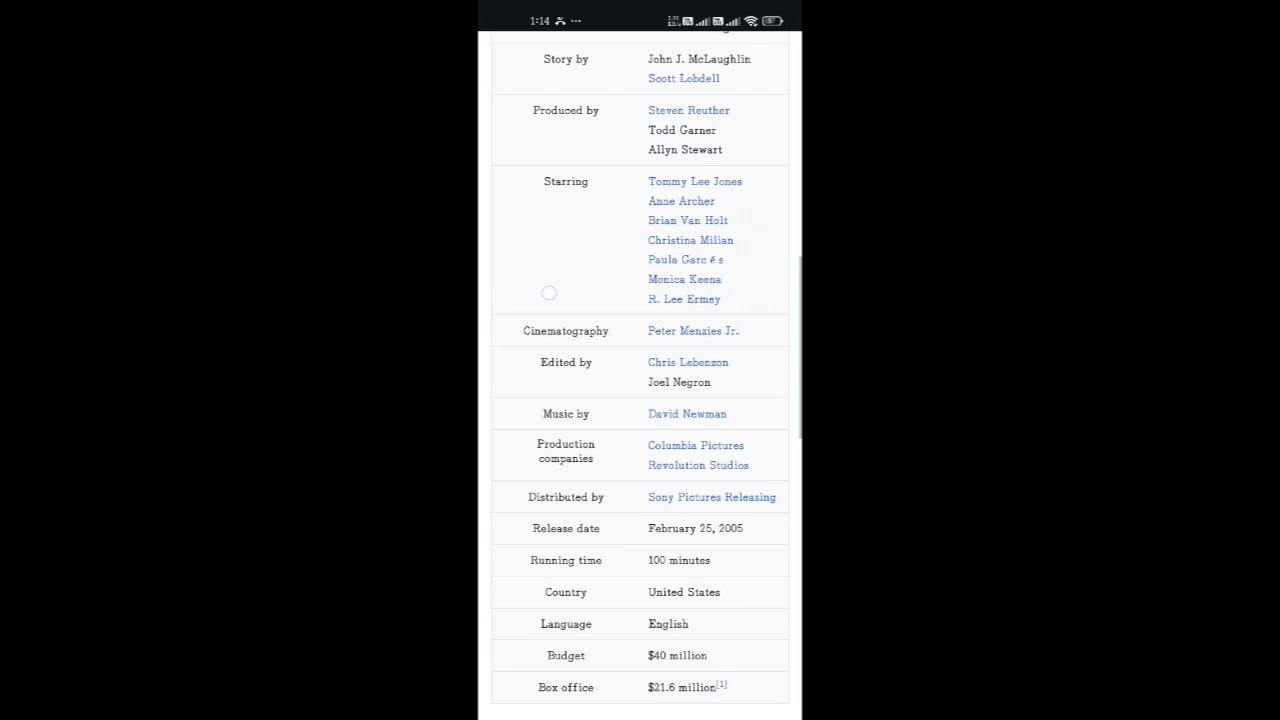 1:14 ...
Story by John J. McLaughlin
Scott Lobdell
Produced by Steven Reuther
Todd Garner
Allyn Stewart
Starring Tommy Lee Jones
Anne Archer
Brian Van Holt
Christina Milian
Paula Garc é s
Monica Keena
R. Lee Ermey
Cinematography Peter Menzies Jr.
Edited by Chris Lebenzon
Joel Negron
Music by David Newman
Production
companies
Columbia Pictures
Revolution Studios
Distributed by Sony Pictures Releasing
Release date February 25, 2005
Running time 100 minutes
Country United States
Language English
Budget $40 million
Box office $21.6 million[1]